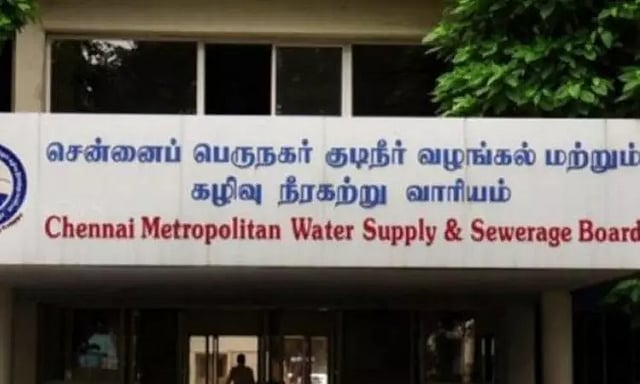 சென்னைப் பெருநகர் குடிநீர் வழங்கல் மற்றும்
கழிவு நீரகற்று வாரியம்
Chennai Metropolitan Water Supply & Sewerage Board